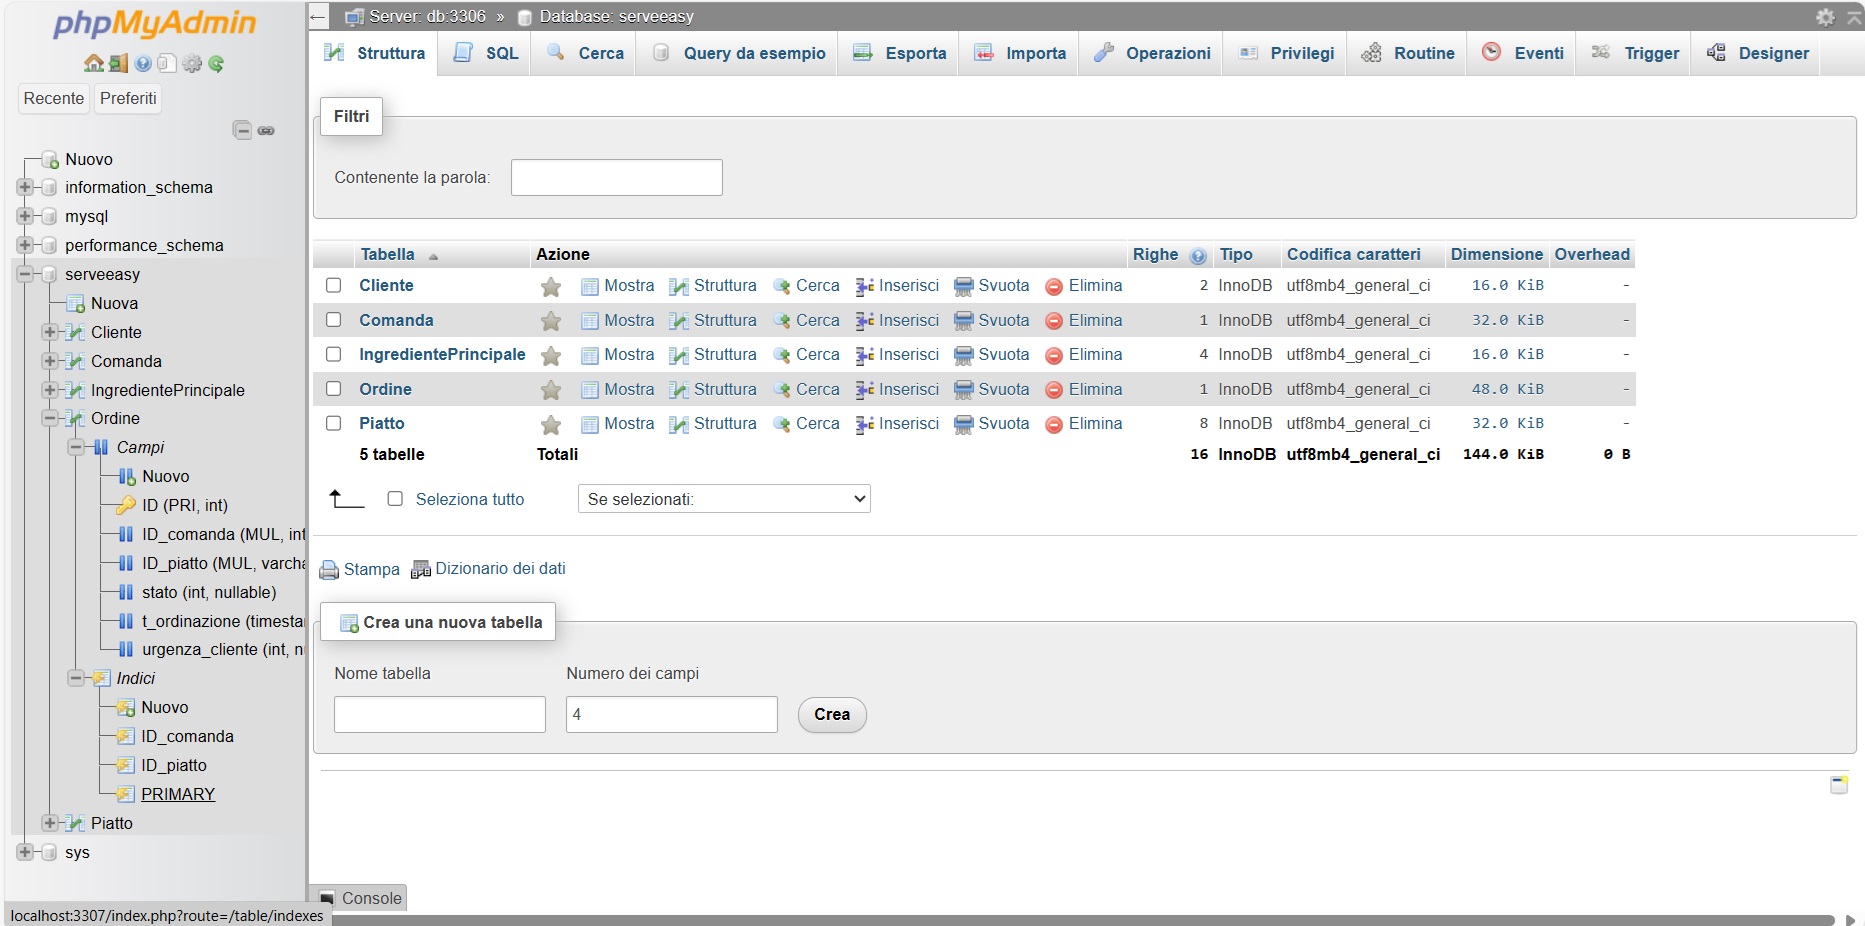 phpMyAdmin
Recente Preferiti
Nuovo
information_schema
mysql
performance_schema
serveeasy
Nuova
Cliente
Comanda
IngredientePrincipale
Ordine
Campi
Nuovo
ID (PRI, int)
ID_comanda (MUL, int
ID_piatto (MUL, varcha
stato (int, nullable)
t_ordinazione (timestar
urgenza_cliente (int, nu
Indici
Nuovo
ID_comanda
ID_piatto
PRIMARY
Piatto
sys
localhost:3307/index.php?route=/table/indexes
Server: db:3306 » Database: serveeasy
Struttura SQL Cerca Query da esempio Esporta Importa Operazioni Privilegi Routine Eventi Trigger Designer
Filtri
Contenente la parola:
Tabella Azione Righe Tipo Codifica caratteri Dimensione Overhead
Cliente Mostra Struttura Cerca Inserisci Svuota Elimina 2 InnoDB utf8mb4_general_ci 16.0 KiB -
Comanda Mostra Struttura Cerca Inserisci Svuota Elimina 1 InnoDB utf8mb4_general_ci 32.0 KiB -
IngredientePrincipale Mostra Struttura Cerca Inserisci Svuota Elimina 4 InnoDB utf8mb4_general_ci 16.0 KiB -
Ordine Mostra Struttura Cerca Inserisci Svuota Elimina 1 InnoDB utf8mb4_general_ci 48.0 KiB -
Piatto Mostra Struttura Cerca Inserisci Svuota Elimina 8 InnoDB utf8mb4_general_ci 32.0 KiB -
5 tabelle Totali 16 InnoDB utf8mb4_general_ci 144.0 KiB 0 B
Seleziona tutto Se selezionati:
Stampa Dizionario dei dati
Crea una nuova tabella
Nome tabella Numero dei campi
4 Crea
Console